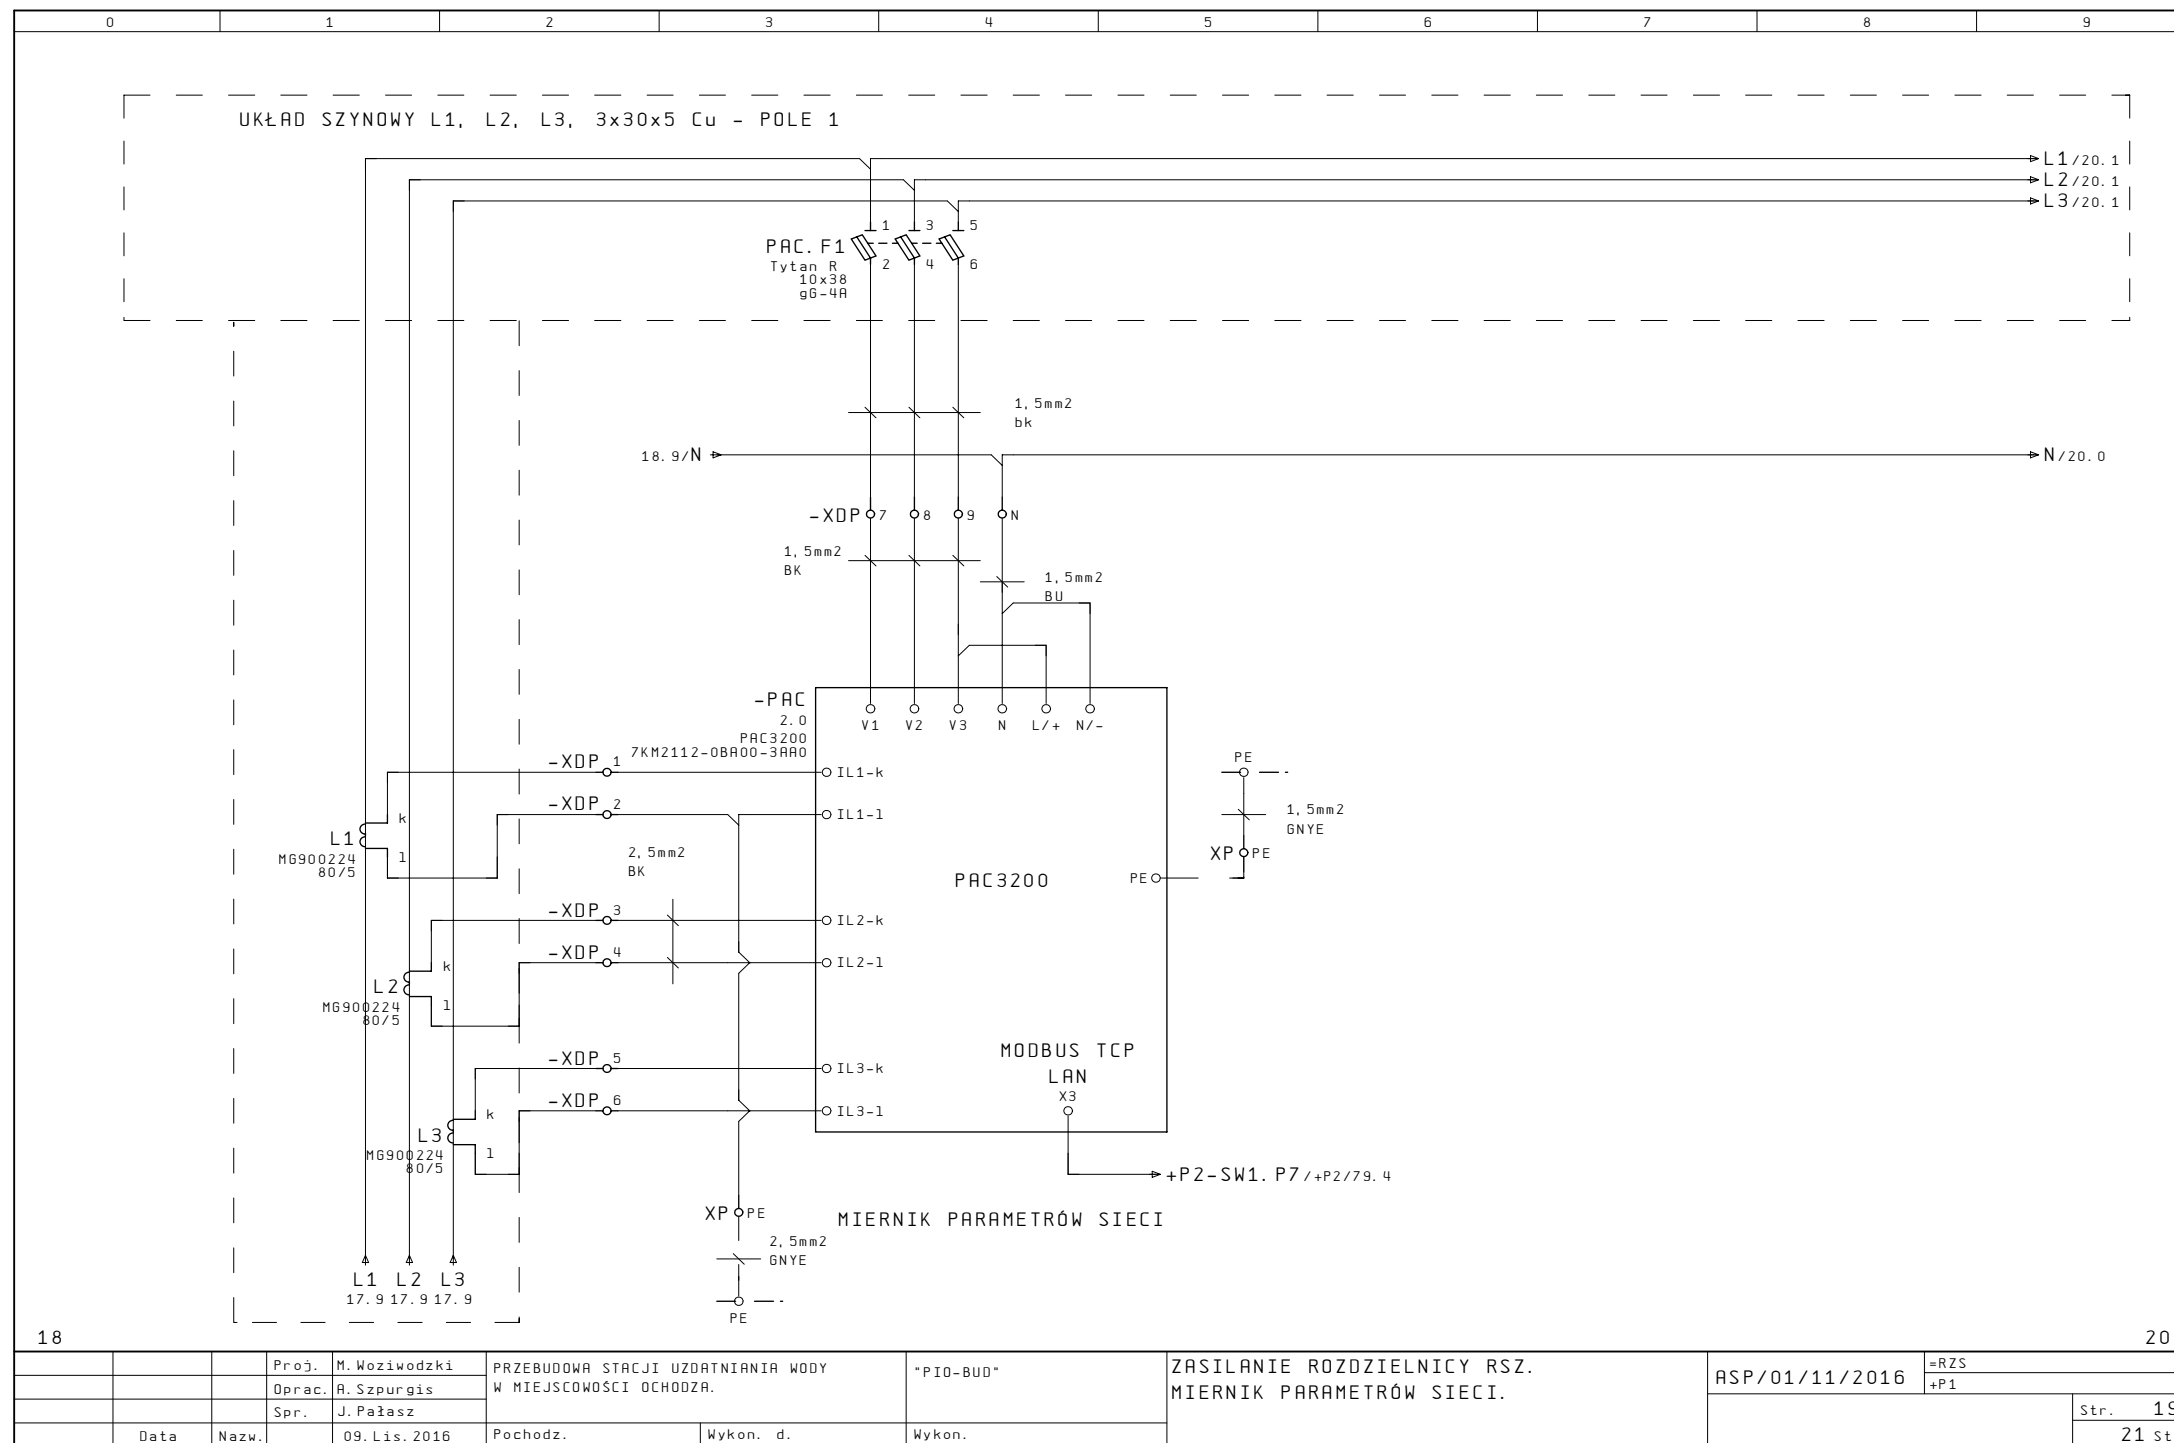 0 1 2 3 4 5 6 7 8 9
UKŁAD SZYNOWY L1, L2, L3, 3x30x5 Cu - POLE 1
L1/20.1
L2/20.1
L3/20.1
1 3 5
PAC.F1
2 4 6
Tytan R
10x38
gG-4A
1,5mm2
bk
18.9/N
N/20.0
-XDP 7 8 9 N
1,5mm2
BK
1,5mm2
BU
-PAC
2.0
PAC3200
7KM2112-0BA00-3AA0
V1 V2 V3 N L/+ N/-
-XDP 1
IL1-k
PE
-XDP 2
IL1-l
1,5mm2
GNYE
k
L1
l
MG900224
80/5
2,5mm2
BK
XP PE
PAC3200
PE
-XDP 3
IL2-k
-XDP 4
IL2-l
k
L2
l
MG900224
80/5
MODBUS TCP
LAN
X3
-XDP 5
IL3-k
-XDP 6
IL3-l
k
L3
l
MG900224
80/5
+P2-SW1.P7/+P2/79.4
XP PE
MIERNIK PARAMETRÓW SIECI
2,5mm2
GNYE
PE
L1 L2 L3
17.9 17.9 17.9
18
20
Proj. M.Woziwodzki
Oprac. A.Szpurgis
Spr. J.Pałasz
Data Nazw. 09.Lis.2016
PRZEBUDOWA STACJI UZDATNIANIA WODY
W MIEJSCOWOŚCI OCHODZA.
Pochodz. Wykon. d. Wykon.
"PIO-BUD"
ZASILANIE ROZDZIELNICY RSZ.
MIERNIK PARAMETRÓW SIECI.
ASP/01/11/2016
=RZS
+P1
Str. 19
21 St